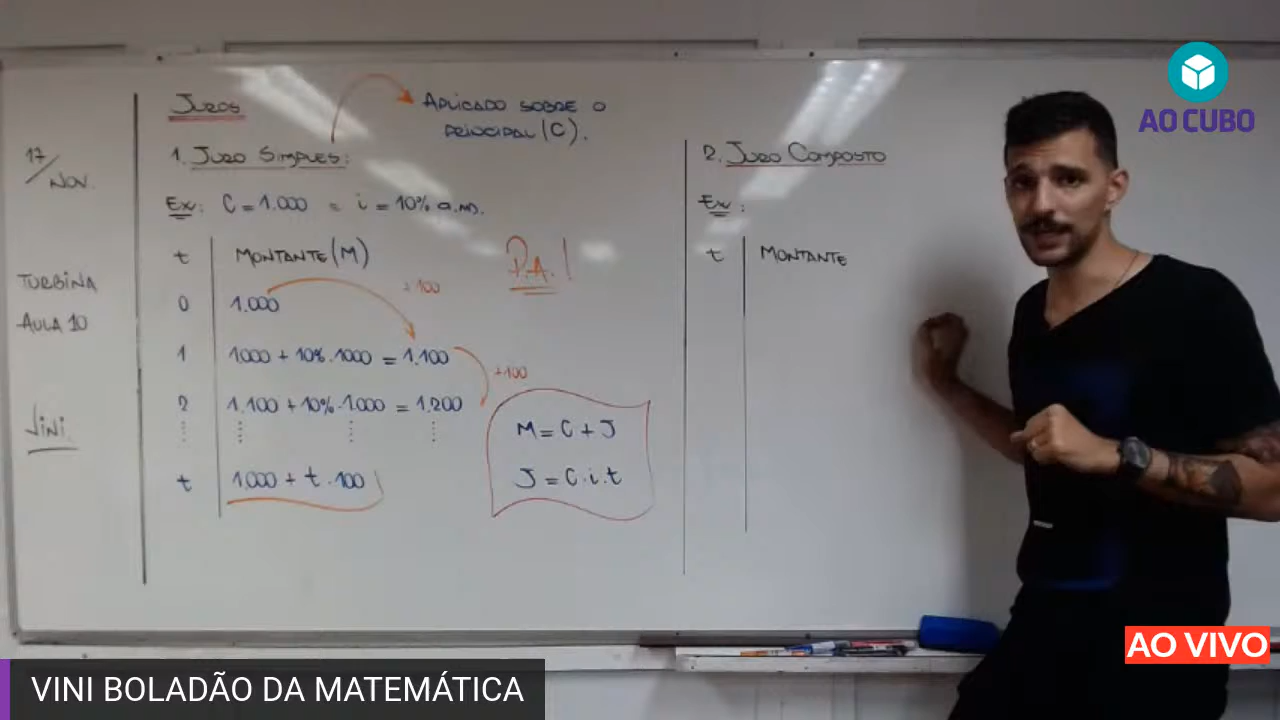 17/NOV.
TURBINA
AULA 10
Vini.
JUROS
APLICADO SOBRE O
PRINCIPAL (C).
1. JURO SIMPLES:
Ex: C = 1.000 = i = 10% a.m.
t MONTANTE (M)
P.A.!
+100
0 1.000
1 1000 + 10%.1000 = 1.100
+100
2 1.100 + 10%.1.000 = 1.200
t 1.000 + t.100
M = C + J
J = C.i.t
2. JURO COMPOSTO
Ex:
t MONTANTE
AO CUBO
AO VIVO
VINI BOLADÃO DA MATEMÁTICA